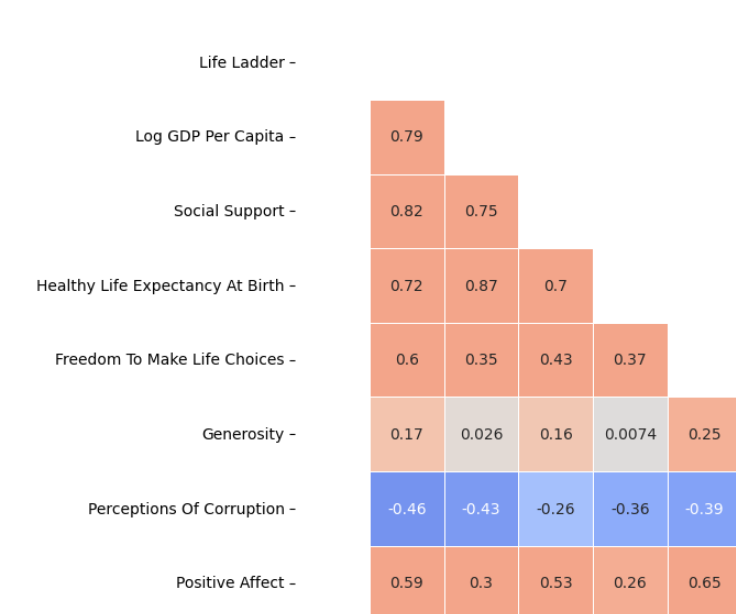 Life Ladder
Log GDP Per Capita 0.79
Social Support 0.82 0.75
Healthy Life Expectancy At Birth 0.72 0.87 0.7
Freedom To Make Life Choices 0.6 0.35 0.43 0.37
Generosity 0.17 0.026 0.16 0.0074 0.25
Perceptions Of Corruption -0.46 -0.43 -0.26 -0.36 -0.39
Positive Affect 0.59 0.3 0.53 0.26 0.65